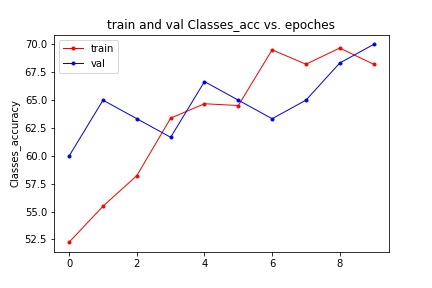 train and val Classes_acc vs. epoches
train
val
Classes_accuracy
70.0
67.5
65.0
62.5
60.0
57.5
55.0
52.5
0 2 4 6 8